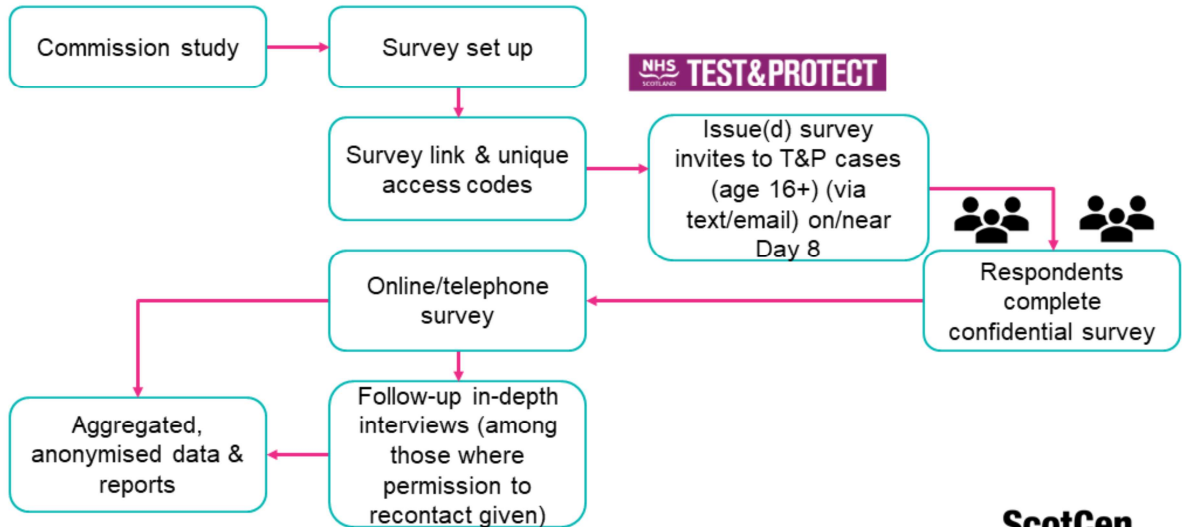 Commission study
Survey set up
NHS
SCOTLAND
TEST&PROTECT
Survey link & unique
access codes
Issue(d) survey
invites to T&P cases
(age 16+) (via
text/email) on/near
Day 8
Respondents
complete
confidential survey
Online/telephone
survey
Follow-up in-depth
interviews (among
those where
permission to
recontact given)
Aggregated,
anonymised data &
reports
ScotCen